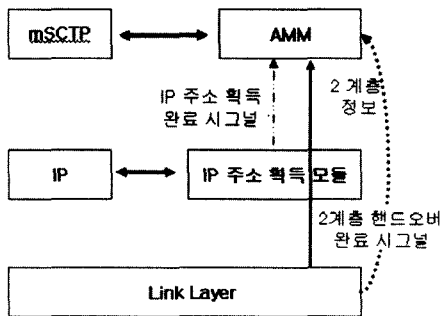 mSCTP
AMM
IP 주소 획득
완료 시그널
2 계층
정보
IP
IP 주소 획득 모듈
2계층 핸드오버
완료 시그널
Link Layer